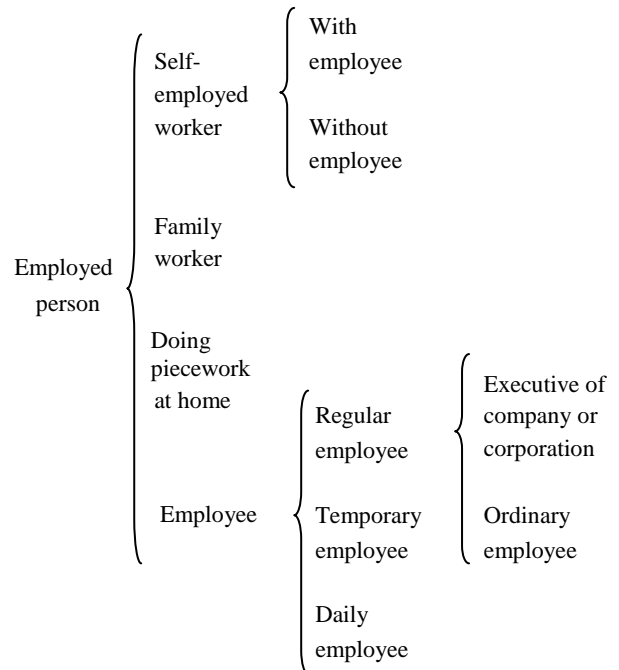 Employed
person
Self-
employed
worker
With
employee
Without
employee
Family
worker
Doing
piecework
at home
Employee
Regular
employee
Executive of
company or
corporation
Ordinary
employee
Temporary
employee
Daily
employee